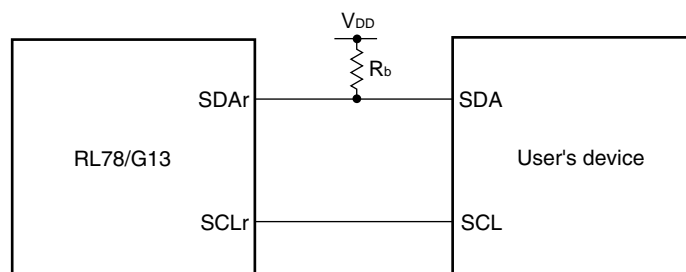 VDD
Rb
SDAr
SDA
RL78/G13
User's device
SCLr
SCL